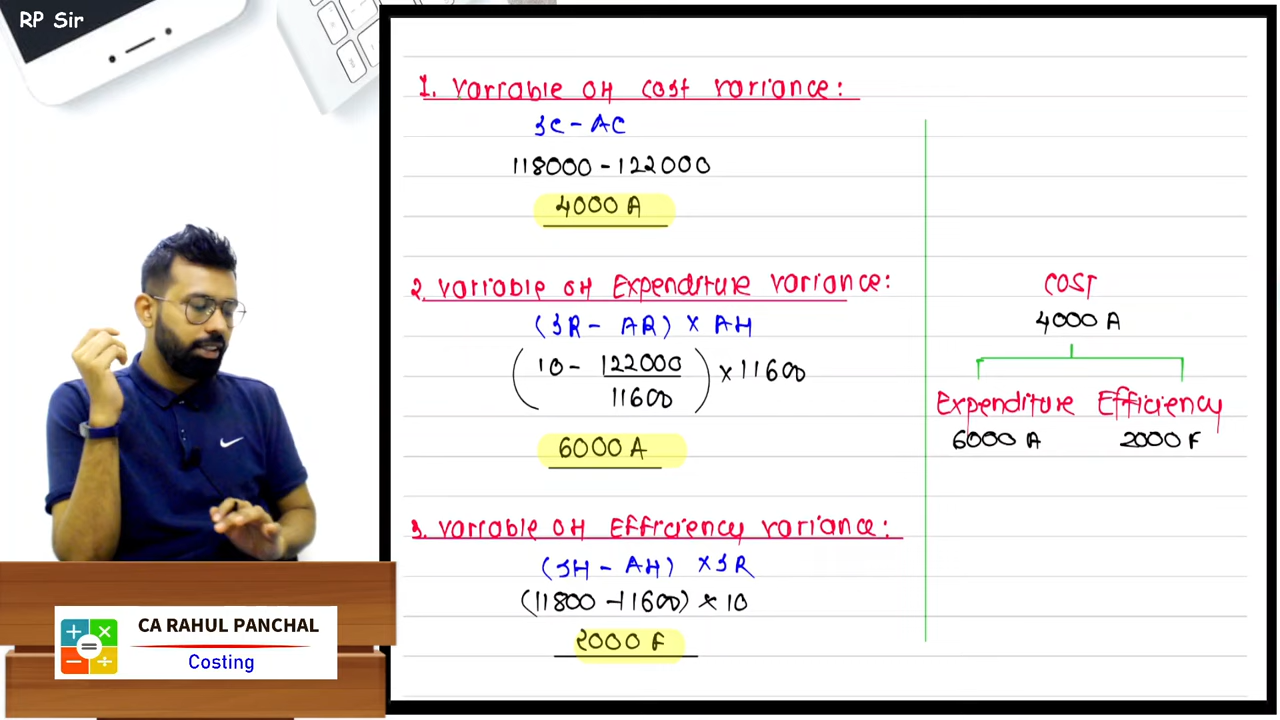 RP Sir
1. Variable OH Cost variance:
SC - AC
118000 - 122000
4000 A
2. Variable OH Expenditure variance:
(SR - AR) × AH
(10 - 122000/11600) × 11600
6000 A
3. Variable OH Efficiency variance:
(SH - AH) × SR
(11800 - 11600) × 10
2000 F
COST
4000 A
Expenditure Efficiency
6000 A 2000 F
CA RAHUL PANCHAL
Costing